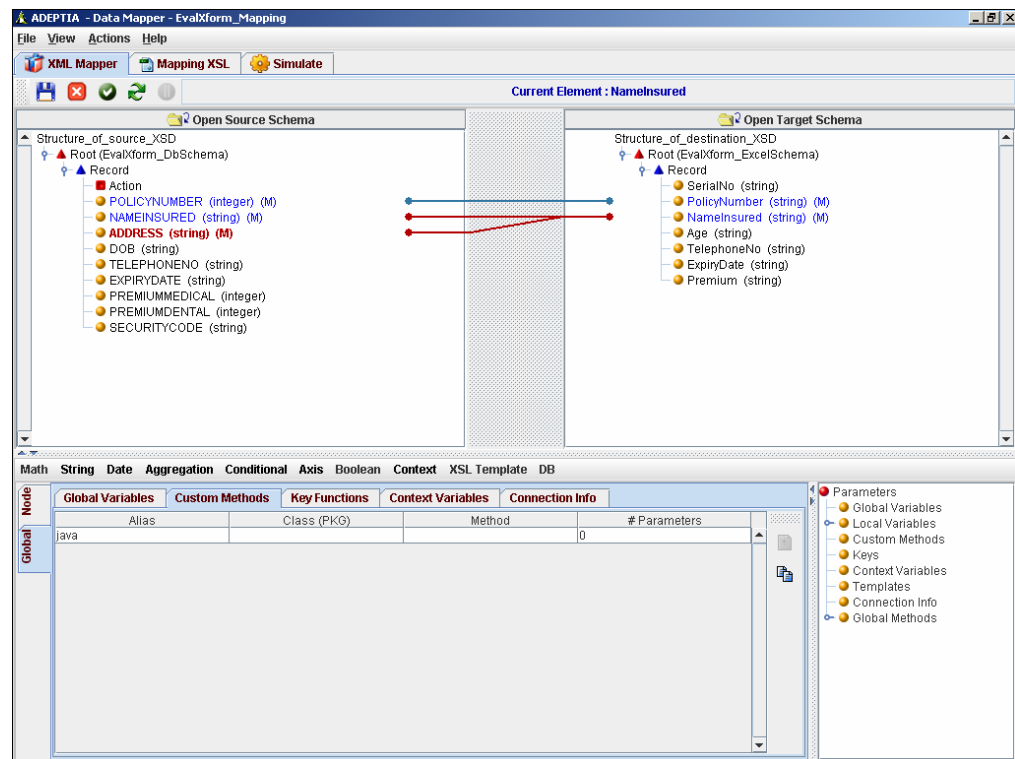 ADEPTIA - Data Mapper - EvalXform_Mapping
File View Actions Help
XML Mapper Mapping XSL Simulate
Current Element : NameInsured
Open Source Schema
Open Target Schema
Structure_of_source_XSD
Root (EvalXform_DbSchema)
Record
Action
POLICYNUMBER (integer) (M)
NAMEINSURED (string) (M)
ADDRESS (string) (M)
DOB (string)
TELEPHONENO (string)
EXPIRYDATE (string)
PREMIUMMEDICAL (integer)
PREMIUMDENTAL (integer)
SECURITYCODE (string)
Structure_of_destination_XSD
Root (EvalXform_ExcelSchema)
Record
SerialNo (string)
PolicyNumber (string) (M)
NameInsured (string) (M)
Age (string)
TelephoneNo (string)
ExpiryDate (string)
Premium (string)
Math String Date Aggregation Conditional Axis Boolean Context XSL Template DB
Node
Global
Global Variables Custom Methods Key Functions Context Variables Connection Info
Alias Class (PKG) Method # Parameters
java 0
Parameters
Global Variables
Local Variables
Custom Methods
Keys
Context Variables
Templates
Connection Info
Global Methods